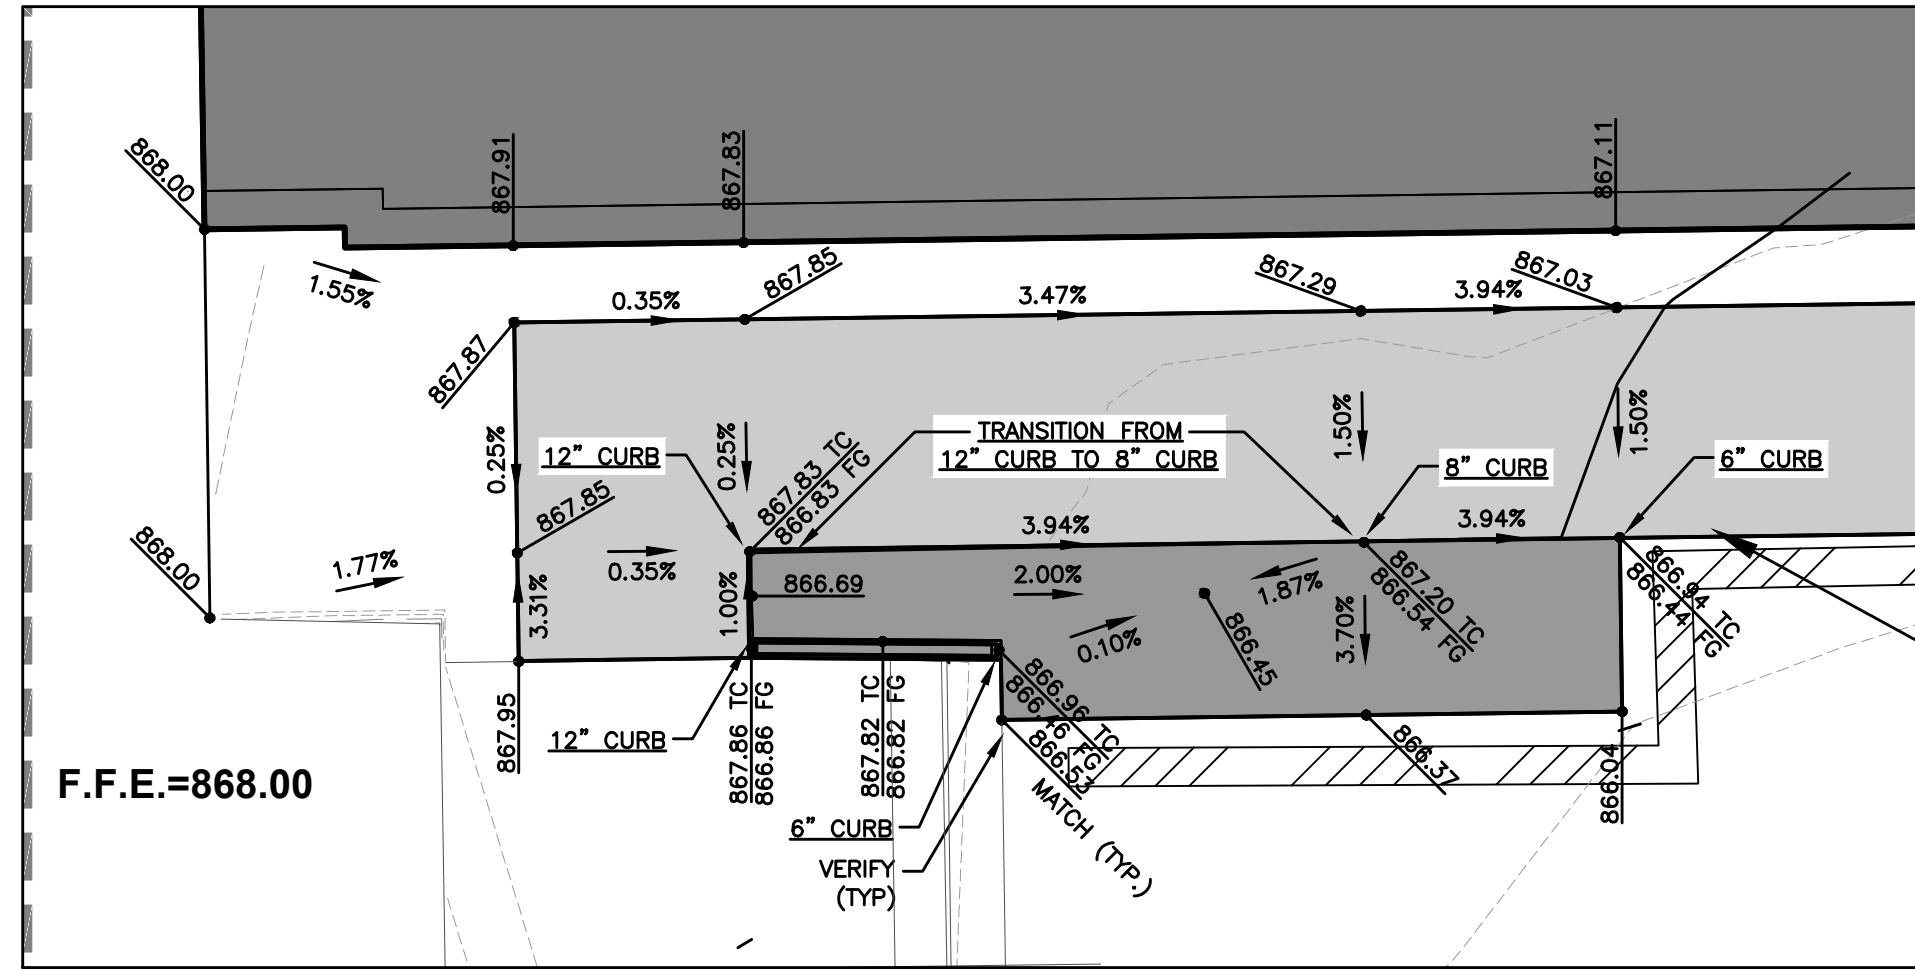 868.00
867.91
867.83
867.11
1.55%
0.35%
867.85
3.47%
867.29
3.94%
867.03
867.87
0.25%
12” CURB
0.25%
867.83 TC
866.83 FG
TRANSITION FROM
12” CURB TO 8” CURB
1.50%
8” CURB
1.50%
6” CURB
867.85
868.00
1.77%
0.35%
3.94%
3.94%
3.31%
1.00%
866.69
2.00%
1.87%
0.10%
866.45
3.70%
867.20 TC
866.54 FG
866.94 TC
866.44 FG
867.95
12” CURB
867.86 TC
866.86 FG
867.82 TC
866.82 FG
866.96 TC
866.46 FG
866.53
MATCH (TYP.)
866.37
866.04
F.F.E.=868.00
6” CURB
VERIFY
(TYP)